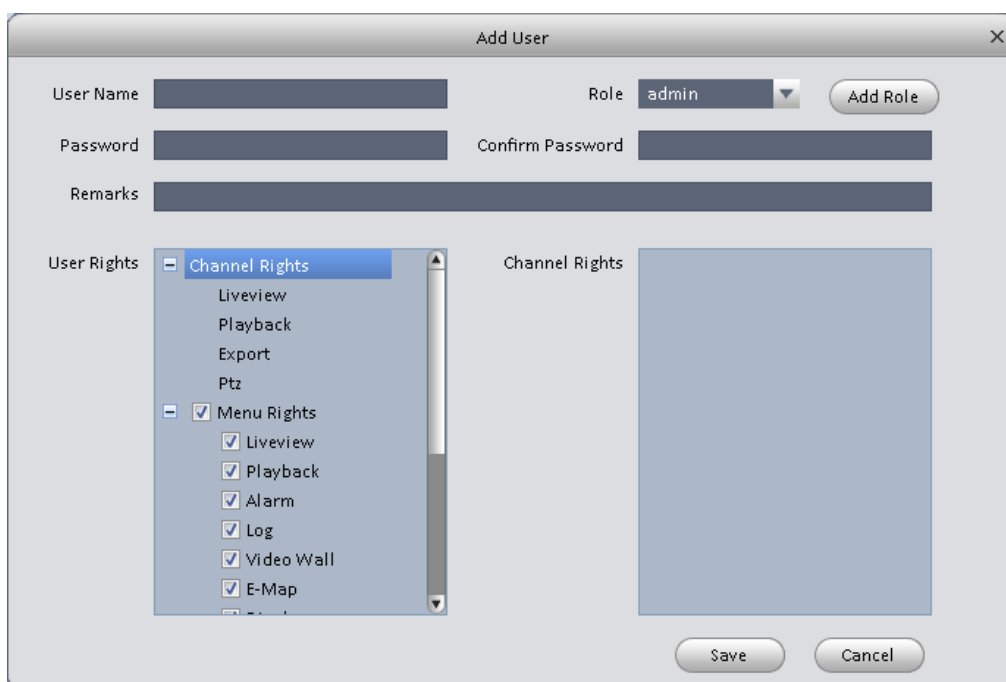 Add User
User Name
Role admin Add Role
Password
Confirm Password
Remarks
User Rights
Channel Rights
Liveview
Playback
Export
Ptz
Menu Rights
Liveview
Playback
Alarm
Log
Video Wall
E-Map
Channel Rights
Save Cancel